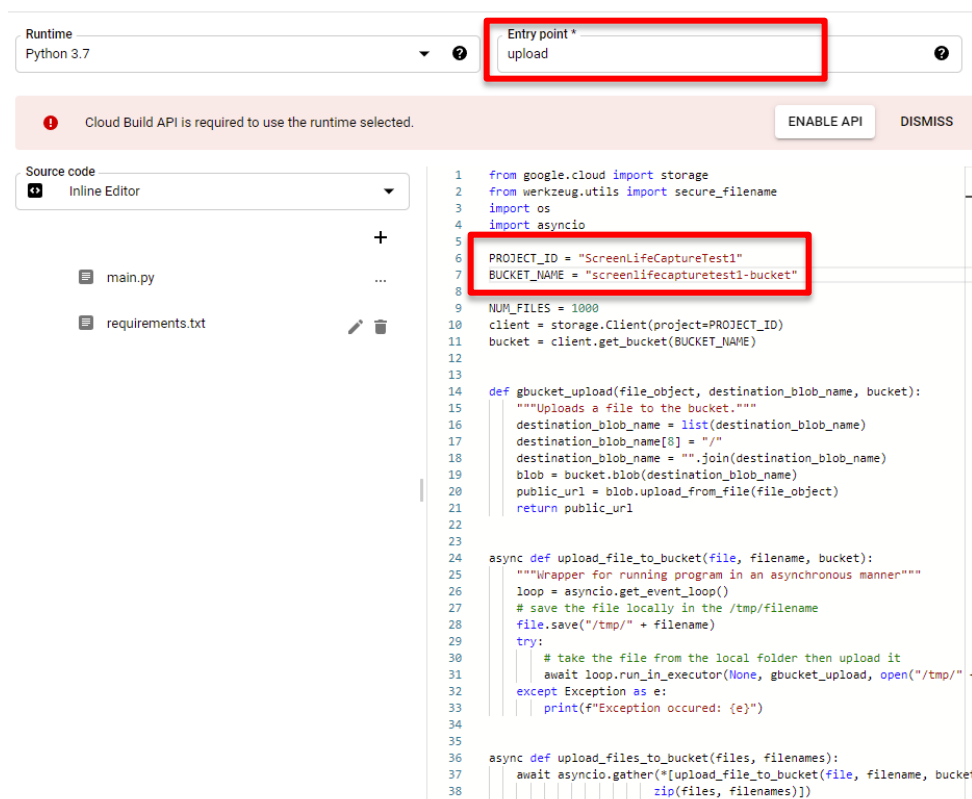 Runtime
Python 3.7
Entry point *
upload
Cloud Build API is required to use the runtime selected.
ENABLE API
DISMISS
Source code
Inline Editor
main.py
requirements.txt
1 from google.cloud import storage
2 from werkzeug.utils import secure_filename
3 import os
4 import asyncio
5
6 PROJECT_ID = "ScreenLifeCaptureTest1"
7 BUCKET_NAME = "screenlifecapturetest1-bucket"
8
9 NUM_FILES = 1000
10 client = storage.Client(project=PROJECT_ID)
11 bucket = client.get_bucket(BUCKET_NAME)
12
13
14 def gbucket_upload(file_object, destination_blob_name, bucket):
15 """Uploads a file to the bucket."""
16 destination_blob_name = list(destination_blob_name)
17 destination_blob_name[8] = "/"
18 destination_blob_name = "".join(destination_blob_name)
19 blob = bucket.blob(destination_blob_name)
20 public_url = blob.upload_from_file(file_object)
21 return public_url
22
23
24 async def upload_file_to_bucket(file, filename, bucket):
25 """Wrapper for running program in an asynchronous manner"""
26 loop = asyncio.get_event_loop()
27 # save the file locally in the /tmp/filename
28 file.save("/tmp/" + filename)
29 try:
30 # take the file from the local folder then upload it
31 await loop.run_in_executor(None, gbucket_upload, open("/tmp/"
32 except Exception as e:
33 print(f"Exception occured: {e}")
34
35
36 async def upload_files_to_bucket(files, filenames):
37 await asyncio.gather(*[upload_file_to_bucket(file, filename, bucket
38 zip(files, filenames)])